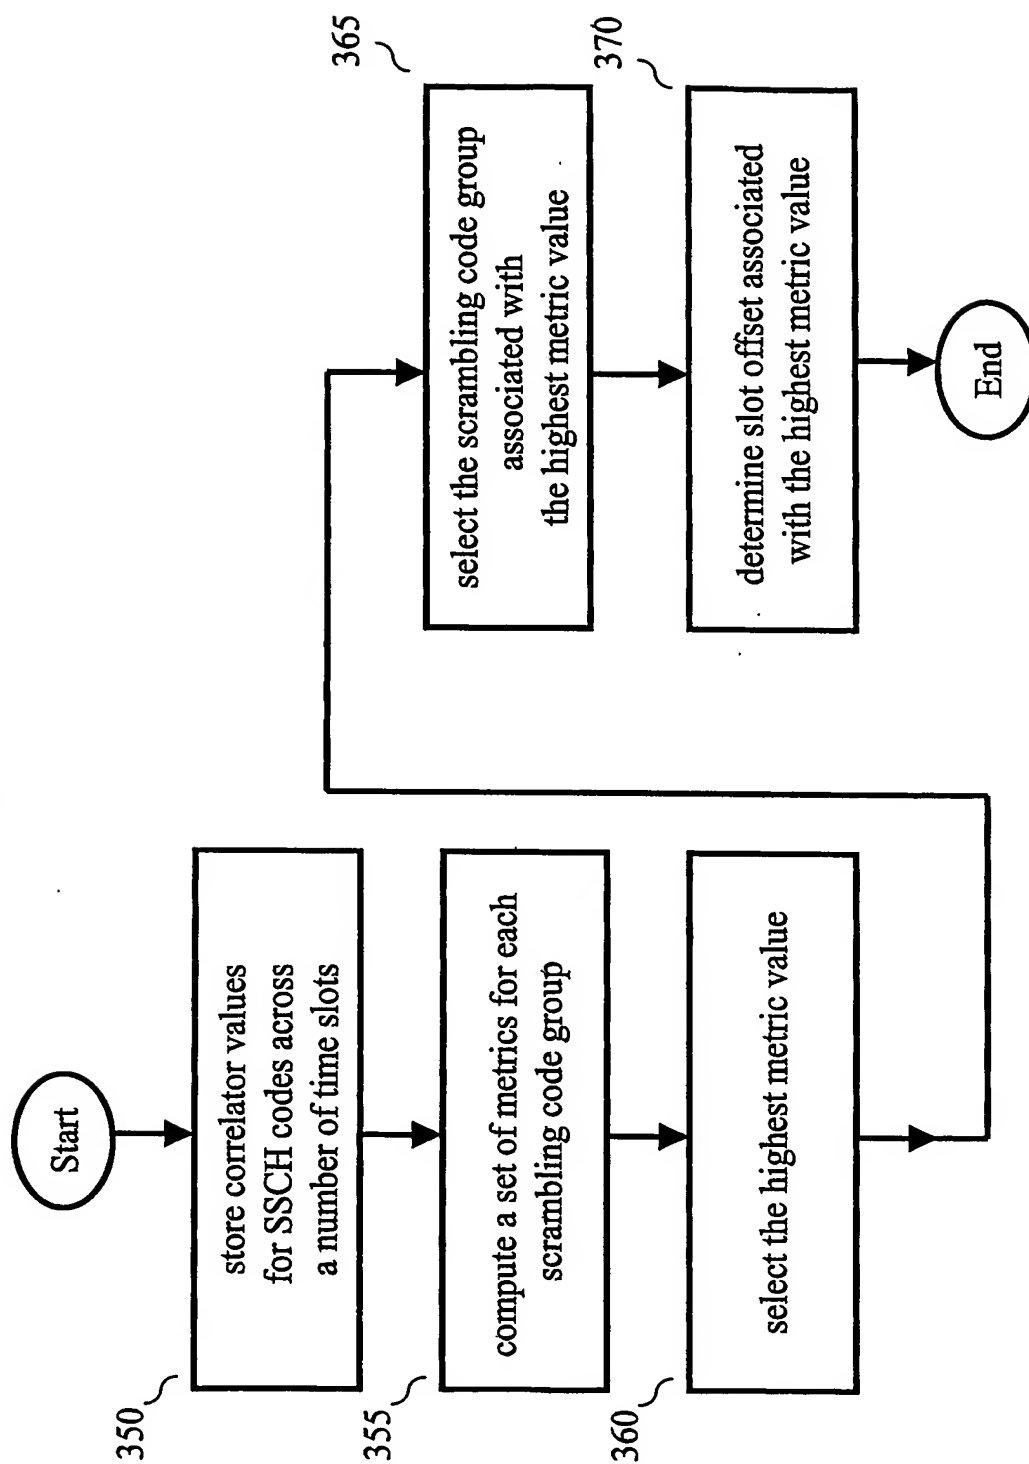 Start
350
store correlator values
for SSCH codes across
a number of time slots
355
compute a set of metrics for each
scrambling code group
360
select the highest metric value
365
select the scrambling code group
associated with
the highest metric value
370
determine slot offset associated
with the highest metric value
End